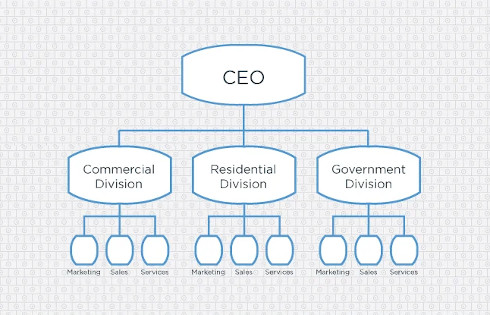 CEO
Commercial
Division
Residential
Division
Government
Division
Marketing Sales Services
Marketing Sales Services
Marketing Sales Services